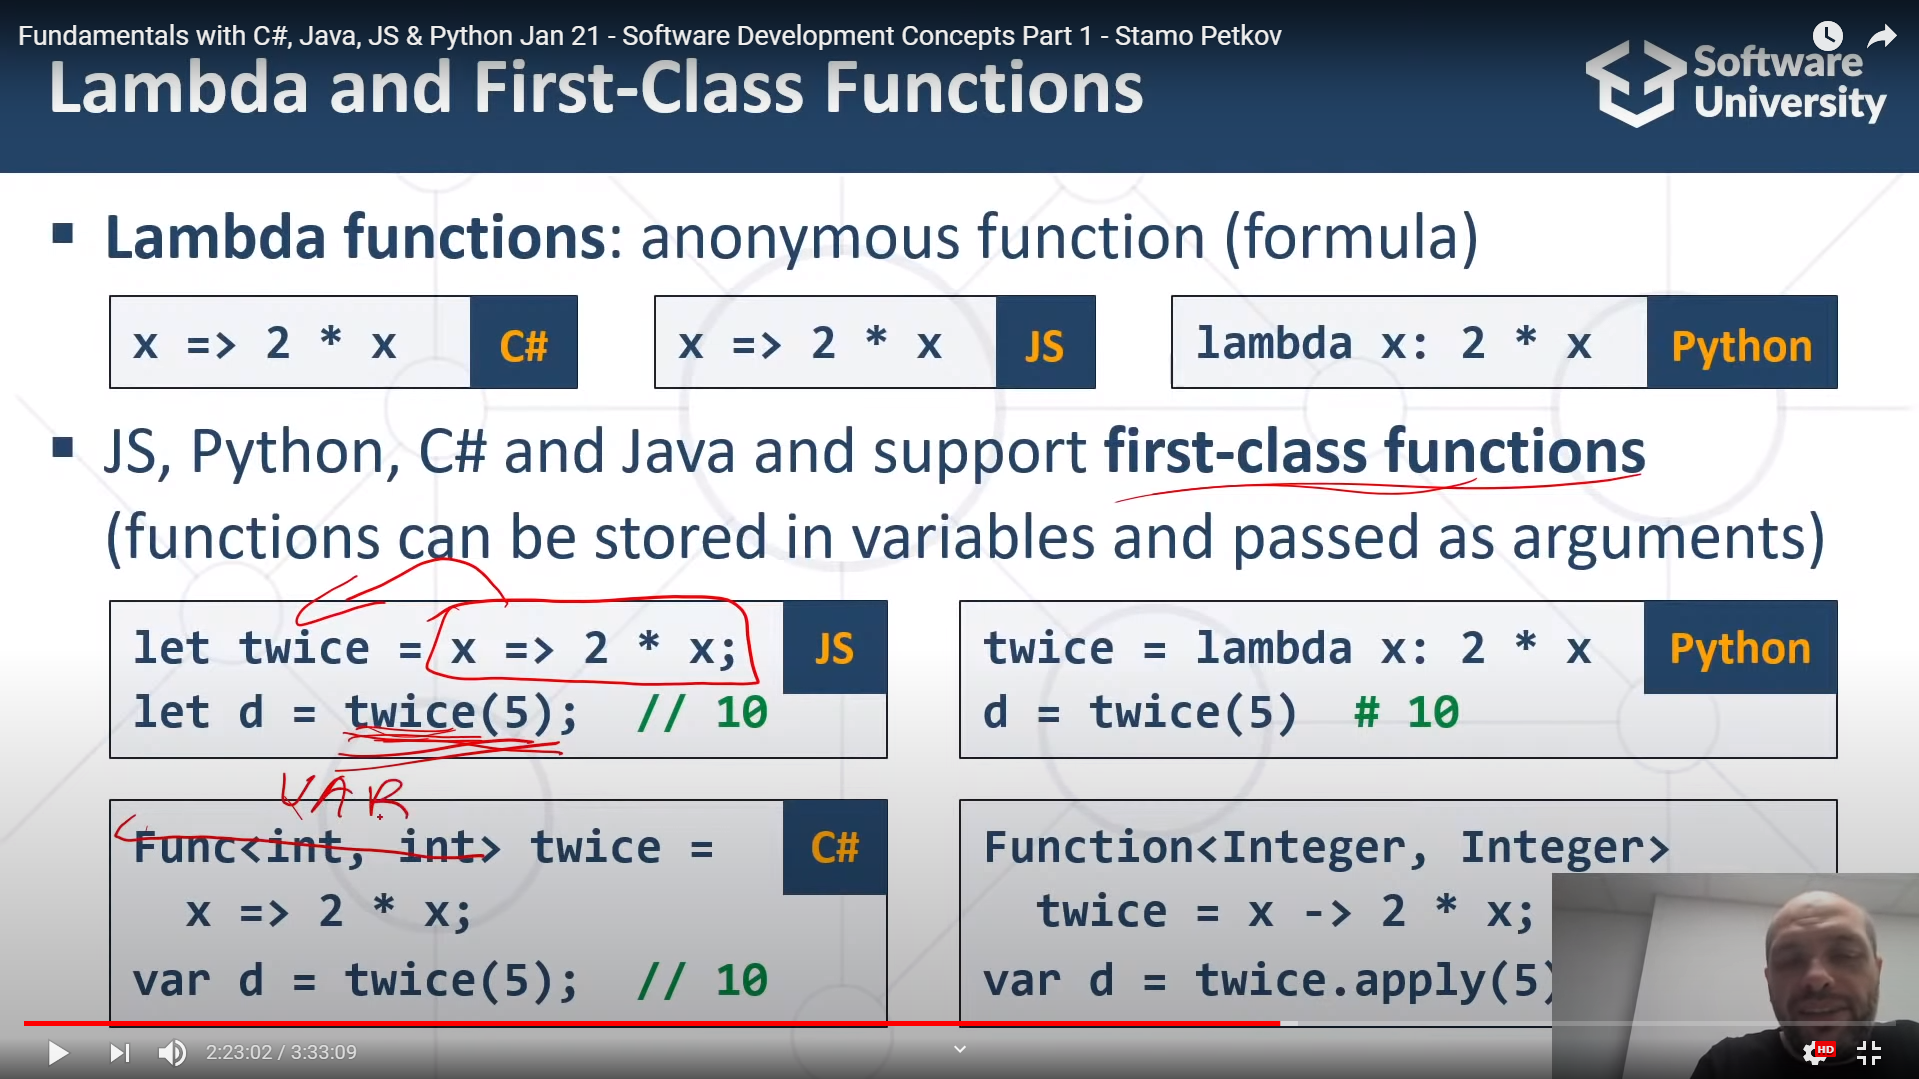 Fundamentals with C#, Java, JS & Python Jan 21 - Software Development Concepts Part 1 - Stamo Petkov
Lambda and First-Class Functions
Software
University
▪ Lambda functions: anonymous function (formula)
x => 2 * x C#
x => 2 * x JS
lambda x: 2 * x Python
▪ JS, Python, C# and Java and support first-class functions
(functions can be stored in variables and passed as arguments)
let twice = x => 2 * x; JS
let d = twice(5); // 10
twice = lambda x: 2 * x Python
d = twice(5) # 10
VAR
Func<int, int> twice = C#
x => 2 * x;
var d = twice(5); // 10
Function<Integer, Integer>
twice = x -> 2 * x;
var d = twice.apply(5)
2:23:02 / 3:33:09
HD